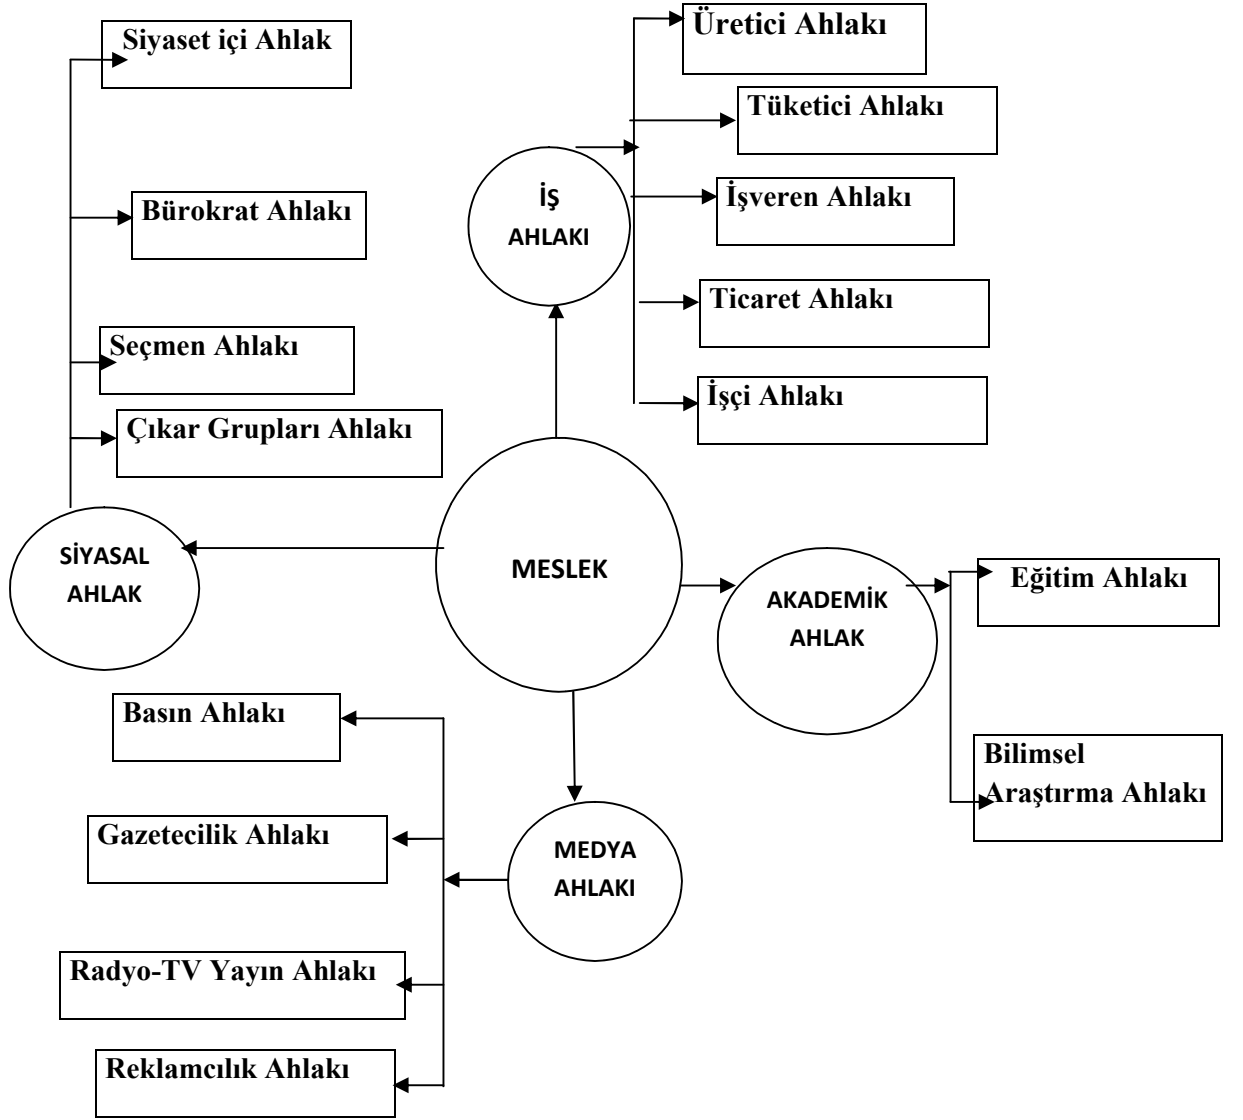 Siyaset içi Ahlak
Bürokrat Ahlakı
Seçmen Ahlakı
Çıkar Grupları Ahlakı
SİYASAL
AHLAK
Üretici Ahlakı
Tüketici Ahlakı
İşveren Ahlakı
Ticaret Ahlakı
İşçi Ahlakı
İŞ
AHLAKI
MESLEK
AKADEMİK
AHLAK
Eğitim Ahlakı
Bilimsel
Araştırma Ahlakı
Basın Ahlakı
Gazetecilik Ahlakı
Radyo-TV Yayın Ahlakı
Reklamcılık Ahlakı
MEDYA
AHLAKI